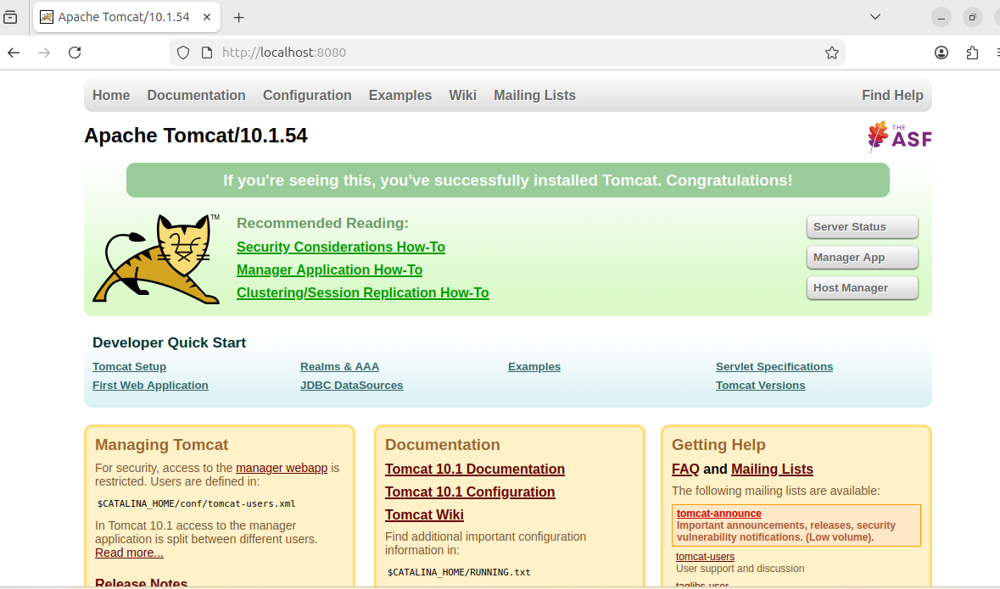 Apache Tomcat/10.1.54
http://localhost:8080
Home Documentation Configuration Examples Wiki Mailing Lists Find Help
Apache Tomcat/10.1.54
THE
ASF
If you're seeing this, you've successfully installed Tomcat. Congratulations!
TM
Recommended Reading:
Security Considerations How-To
Manager Application How-To
Clustering/Session Replication How-To
Server Status
Manager App
Host Manager
Developer Quick Start
Tomcat Setup
First Web Application
Realms & AAA
JDBC DataSources
Examples
Servlet Specifications
Tomcat Versions
Managing Tomcat
For security, access to the manager webapp is
restricted. Users are defined in:
$CATALINA_HOME/conf/tomcat-users.xml
In Tomcat 10.1 access to the manager
application is split between different users.
Read more...
Release Notes
Documentation
Tomcat 10.1 Documentation
Tomcat 10.1 Configuration
Tomcat Wiki
Find additional important configuration
information in:
$CATALINA_HOME/RUNNING.txt
Getting Help
FAQ and Mailing Lists
The following mailing lists are available:
tomcat-announce
Important announcements, releases, security
vulnerability notifications. (Low volume).
tomcat-users
User support and discussion
taglibs-user